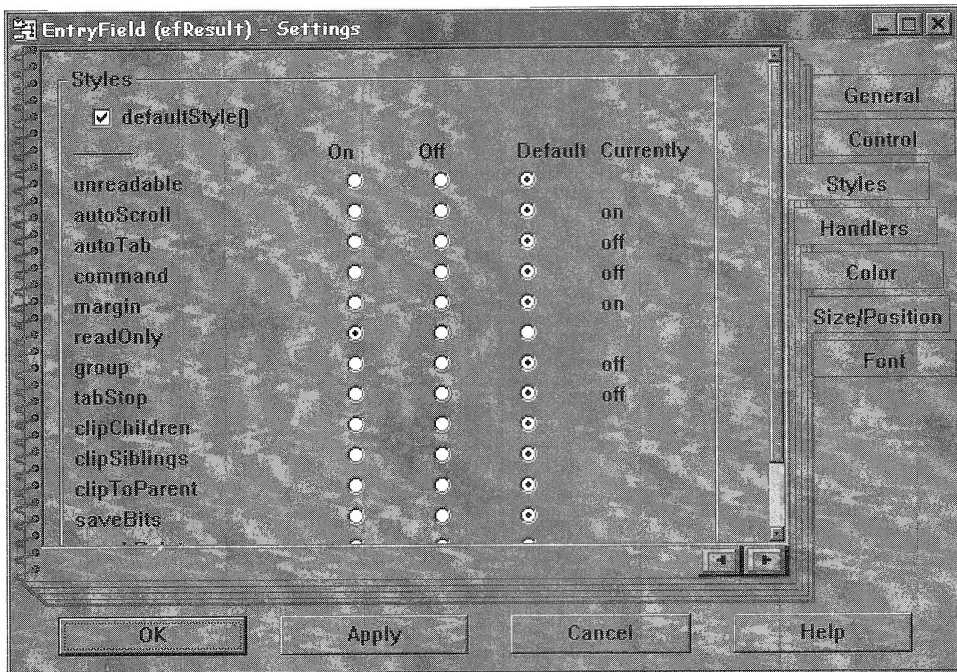 EntryField (efResult) - Settings
Styles
defaultStyle()
On Off Default Currently
unreadable
autoScroll on
autoTab off
command off
margin on
readOnly
group off
tabStop off
clipChildren
clipSiblings
clipToParent
saveBits
General
Control
Styles
Handlers
Color
Size/Position
Font
OK Apply Cancel Help